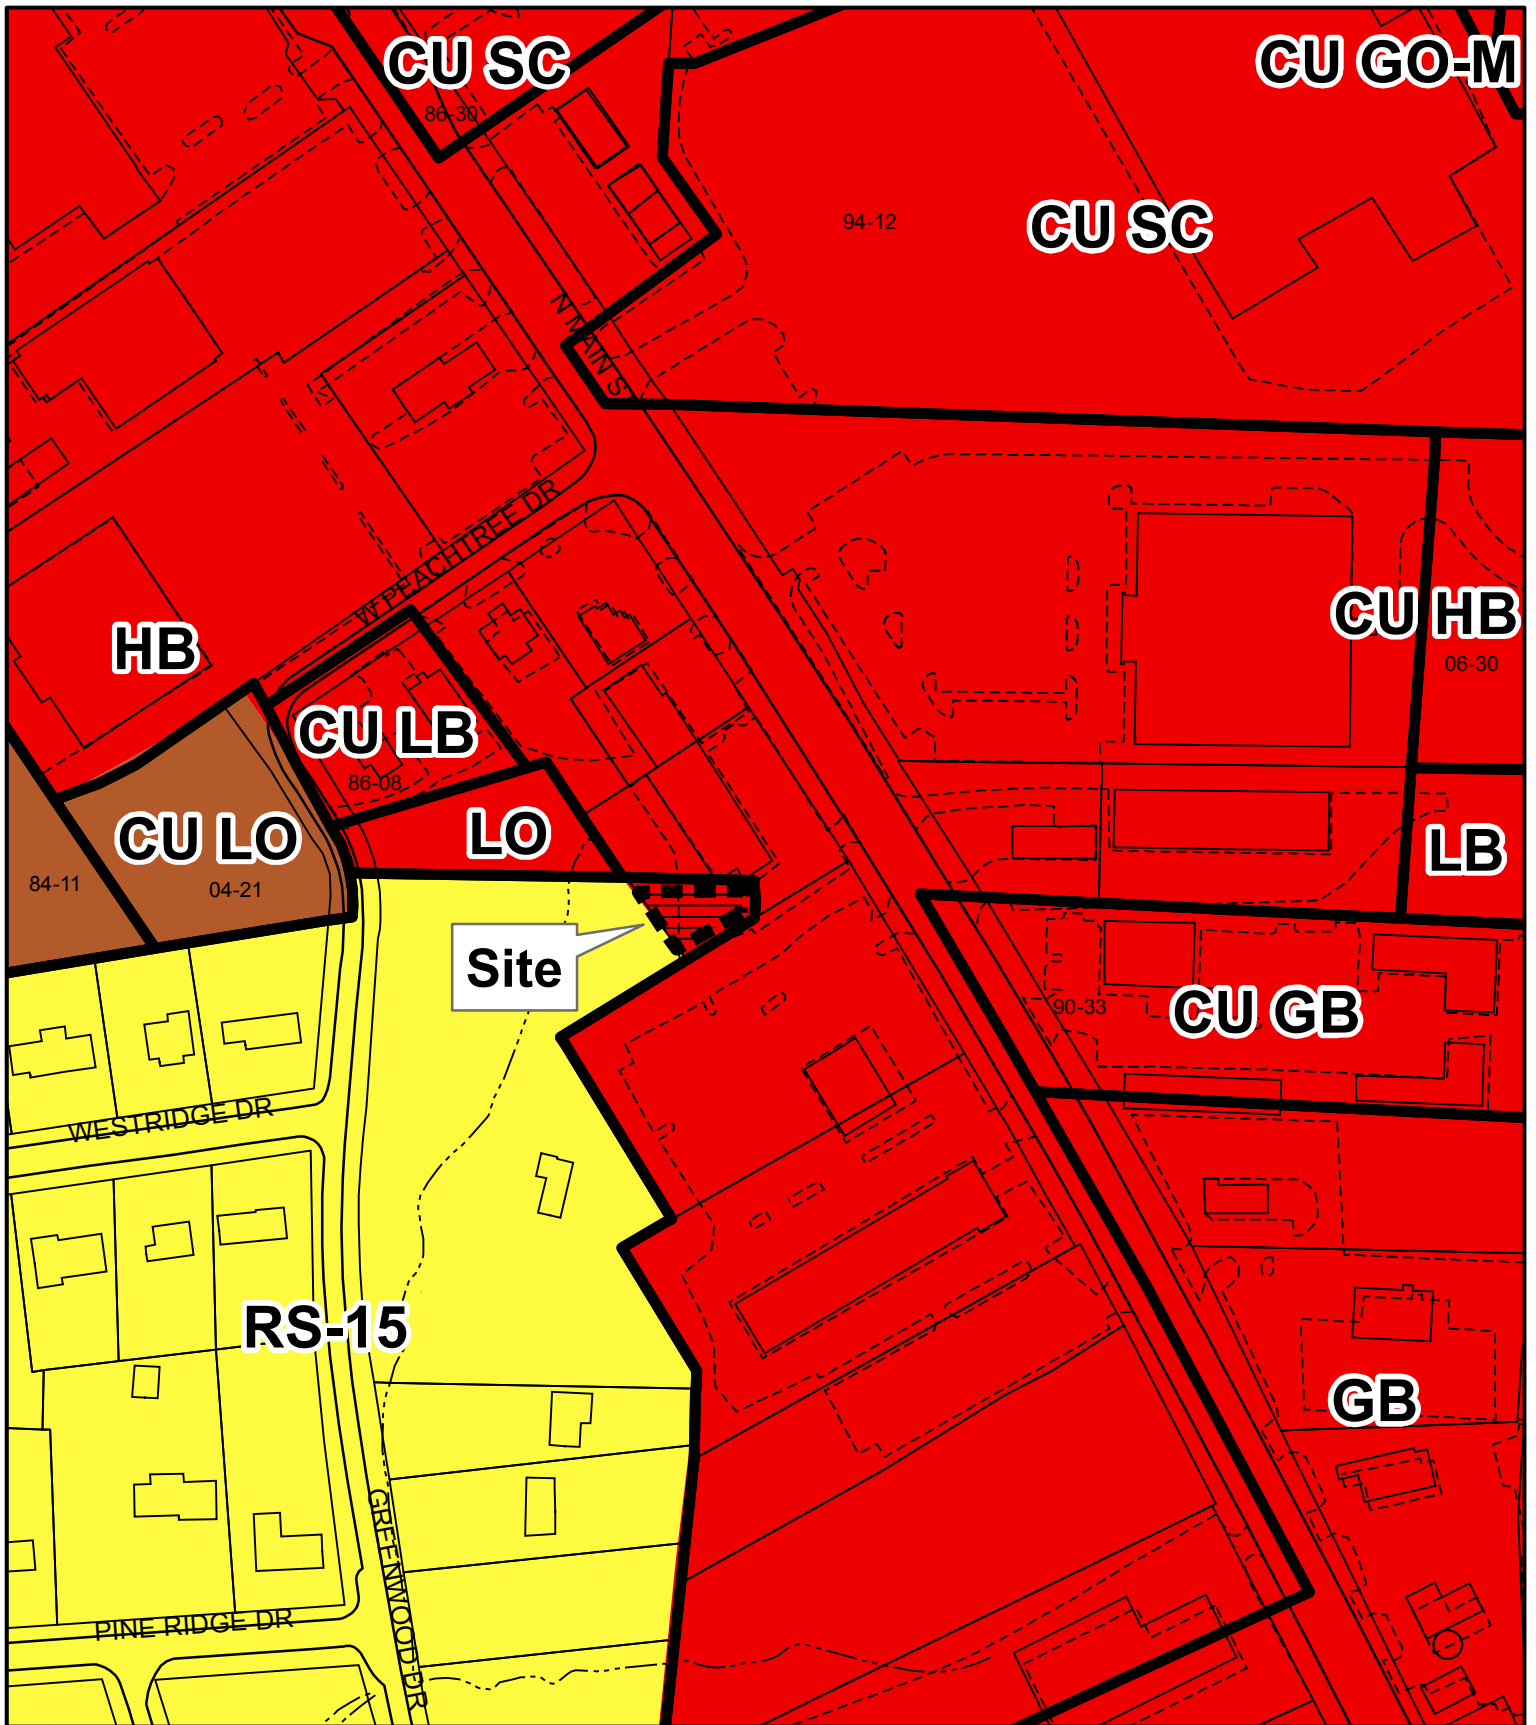 CU SC
CU GO-M
86-30
94-12
CU SC
N MAIN S
W PEACHTREE DR
HB
CU HB
06-30
CU LB
86-08
CU LO
LO
LB
84-11
04-21
Site
90-33
CU GB
WESTRIDGE DR
RS-15
GB
GREENWOOD DR
PINE RIDGE DR